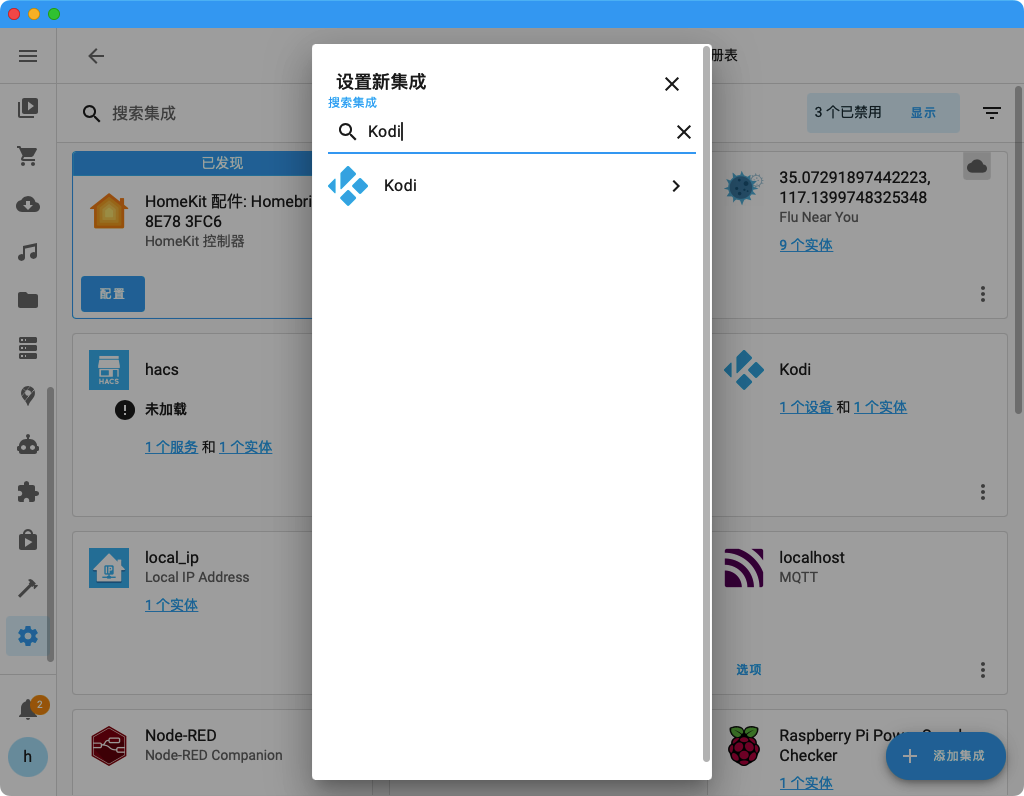 册表
搜索集成
3 个已禁用
显示
设置新集成
搜索集成
Kodi
Kodi
已发现
HomeKit 配件: Homebri
8E78 3FC6
HomeKit 控制器
配置
35.07291897442223,
117.1399748325348
Flu Near You
9 个实体
hacs
HACS
未加载
1 个服务 和 1 个实体
Kodi
1 个设备 和 1 个实体
local_ip
IP
Local IP Address
1 个实体
localhost
MQTT
选项
2
h
Node-RED
Node-RED Companion
Raspberry Pi Pow
Checker
1 个实体
添加集成